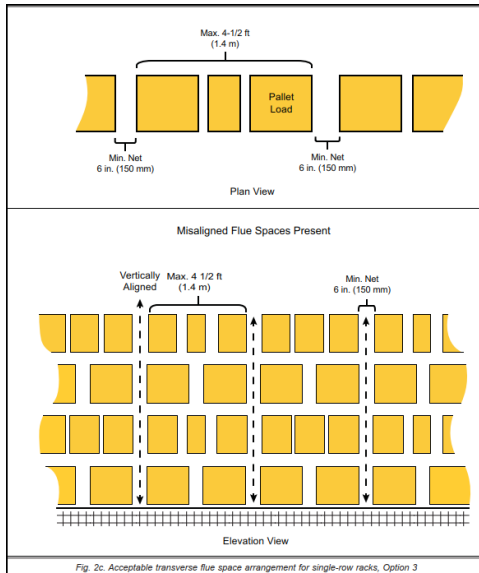 Max. 4-1/2 ft
(1.4 m)
Pallet
Load
Min. Net
6 in. (150 mm)
Min. Net
6 in. (150 mm)
Plan View
Misaligned Flue Spaces Present
Vertically
Aligned
Max. 4 1/2 ft
(1.4 m)
Min. Net
6 in. (150 mm)
Elevation View
Fig. 2c. Acceptable transverse flue space arrangement for single-row racks, Option 3